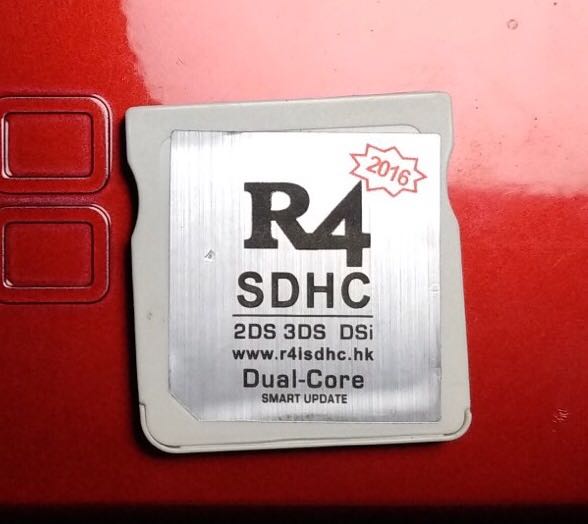 2016
R4
SDHC
2DS 3DS DSi
www.r4isdhc.hk
Dual-Core
SMART UPDATE